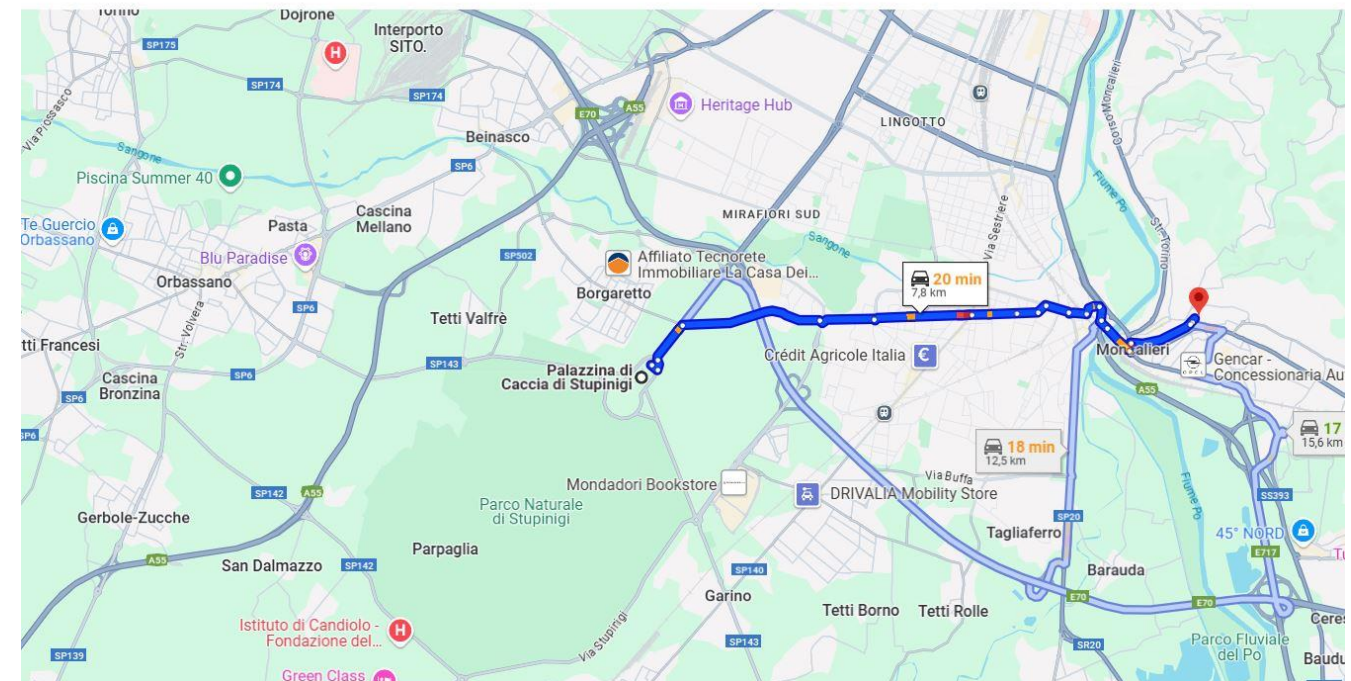 Torino
Dojrone
Interporto
SITO.
SP175
H
SP174
SP174
A55
E70
Heritage Hub
LINGOTTO
Corso Moncalieri
Via Piossasco
Beinasco
Sangone
SP6
Piscina Summer 40
Fiume Po
Str. Torino
Te Guercio
Orbassano
Pasta
Cascina
Mellano
MIRAFIORI SUD
Via Sestriere
Blu Paradise
SP502
Sangone
Affiliato Tecnorete
Immobiliare La Casa Dei...
Orbassano
Borgaretto
20 min
7,8 km
SP6
Str. Volvera
Tetti Valfrè
tti Francesi
SP143
Crédit Agricole Italia
€
Moncalieri
Gencar -
Concessionaria Au
OPEL
Cascina
Bronzina
SP6
SP6
Palazzina di
Caccia di Stupinigi
A55
SP6
18 min
12,5 km
17
15,6 km
Via Buffa
Mondadori Bookstore
DRIVALIA Mobility Store
SP142
A55
Parco Naturale
di Stupinigi
SS393
Fiume Po
Gerbole-Zucche
SP20
Tagliaferro
45° NORD
Parpaglia
E717
Tu
A55
San Dalmazzo
SP142
SP140
Barauda
Garino
Tetti Borno
Tetti Rolle
E70
E70
Ceres
Istituto di Candiolo -
Fondazione del...
H
Via Stupinigi
SP143
SR20
Parco Fluviale
del Po
SP139
Baudu
Green Class